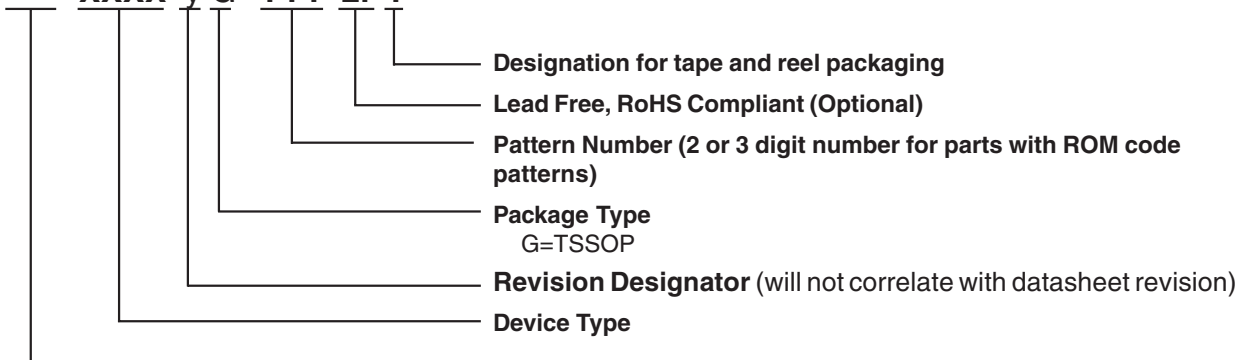 Designation for tape and reel packaging
Lead Free, RoHS Compliant (Optional)
Pattern Number (2 or 3 digit number for parts with ROM code
patterns)
Package Type
G=TSSOP
Revision Designator (will not correlate with datasheet revision)
Device Type